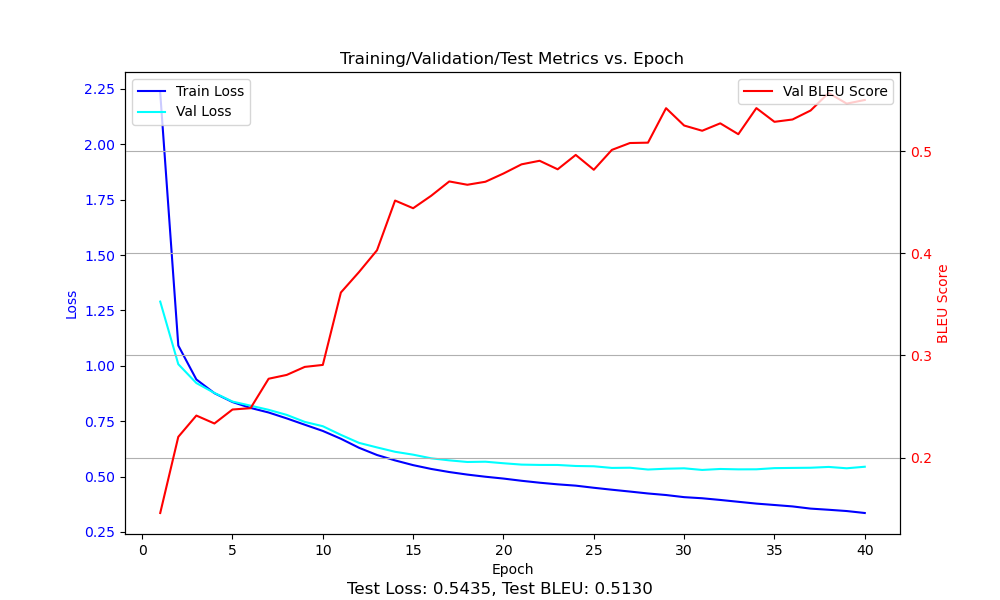 Training/Validation/Test Metrics vs. Epoch
Train Loss
Val Loss
Val BLEU Score
2.25
2.00
1.75
1.50
1.25
1.00
0.75
0.50
0.25
Loss
0.5
0.4
0.3
0.2
BLEU Score
0 5 10 15 20 25 30 35 40
Epoch
Test Loss: 0.5435, Test BLEU: 0.5130